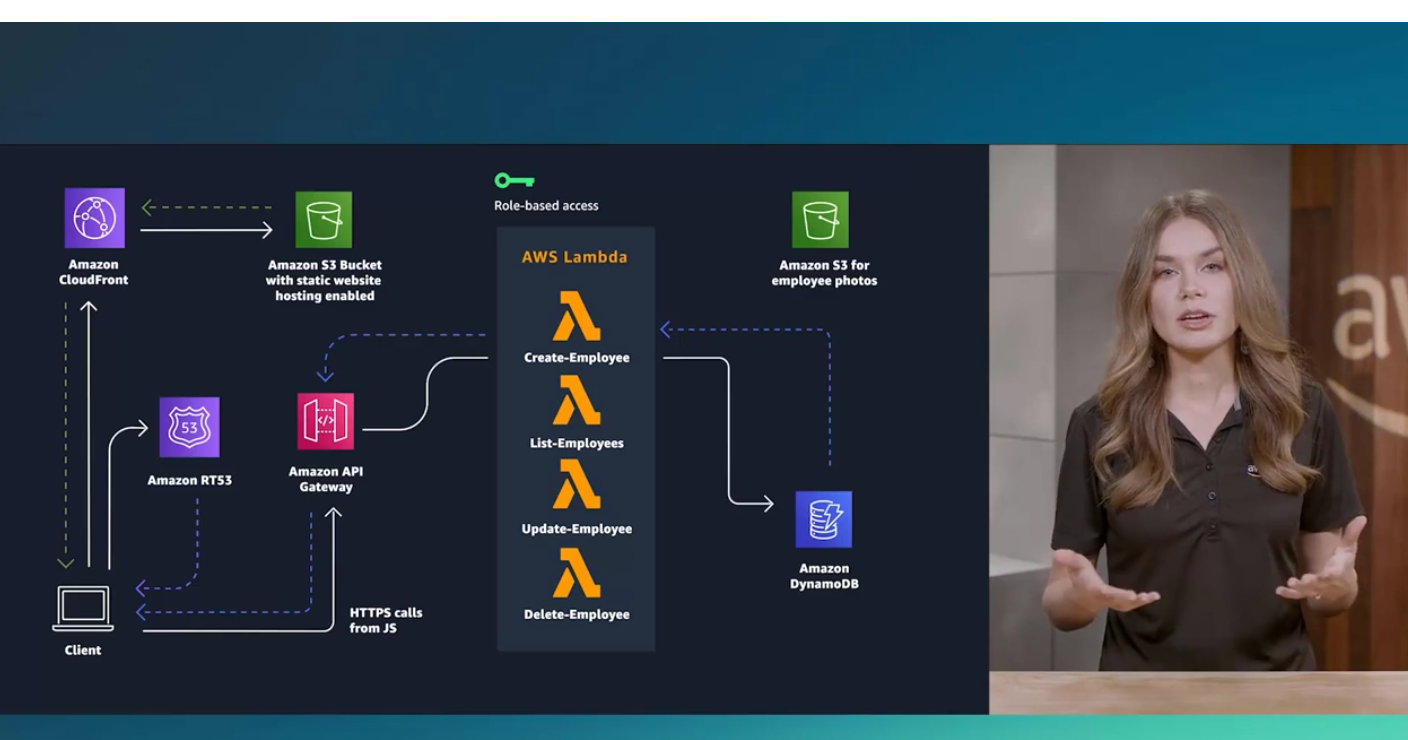 Role-based access
AWS Lambda
Amazon
CloudFront
Amazon S3 Bucket
with static website
hosting enabled
Amazon S3 for
employee photos
Create-Employee
List-Employees
53
Amazon RT53
</>
Amazon API
Gateway
Update-Employee
Amazon
DynamoDB
Delete-Employee
HTTPS calls
from JS
Client
aw